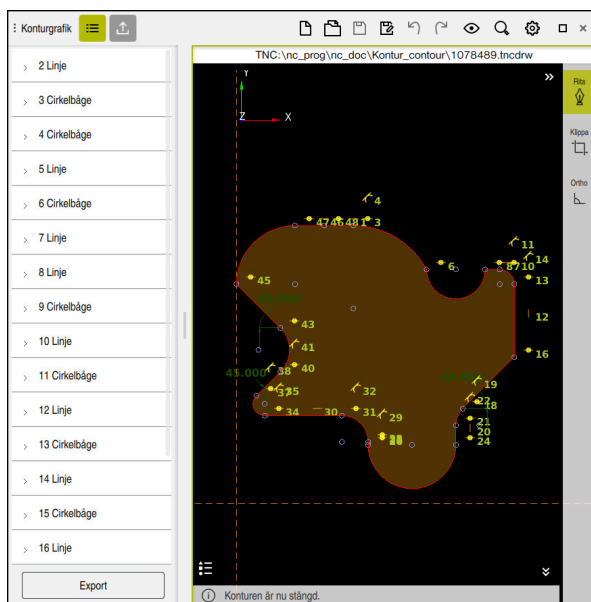 Konturgrafik
TNC:\nc_prog\nc_doc\Kontur_contour\1078489.tncdrw
2 Linje
3 Cirkelbåge
4 Cirkelbåge
5 Linje
6 Cirkelbåge
7 Linje
8 Linje
9 Cirkelbåge
10 Linje
11 Cirkelbåge
12 Linje
13 Cirkelbåge
14 Linje
15 Cirkelbåge
16 Linje
Export
Y
Z X
4
47 46 48 1 3
11
6 8 7 10 14
45 13
43 12
41 16
38 40
45.000
37 35 32 19
34 30 31 29 22 18
21
20
24
Rita
Klippa
Ortho
Konturen är nu stängd.